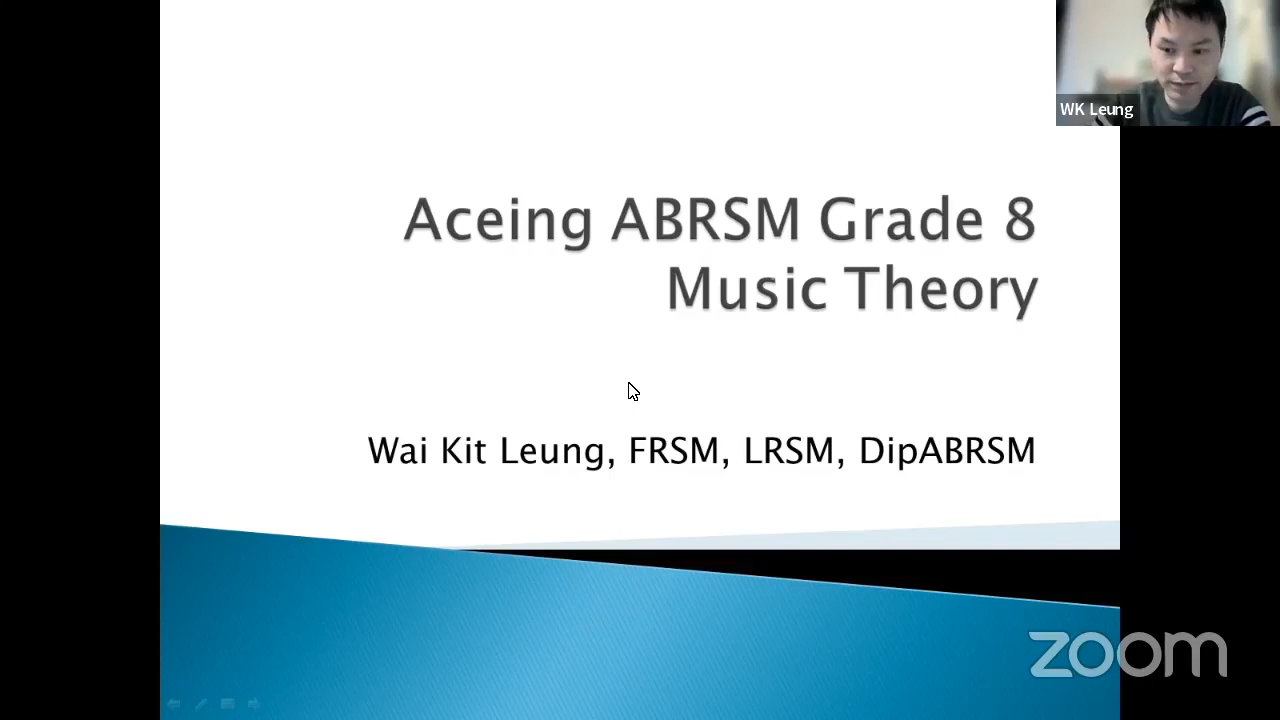 WK Leung
Aceing ABRSM Grade 8
Music Theory
Wai Kit Leung, FRSM, LRSM, DipABRSM
zoom